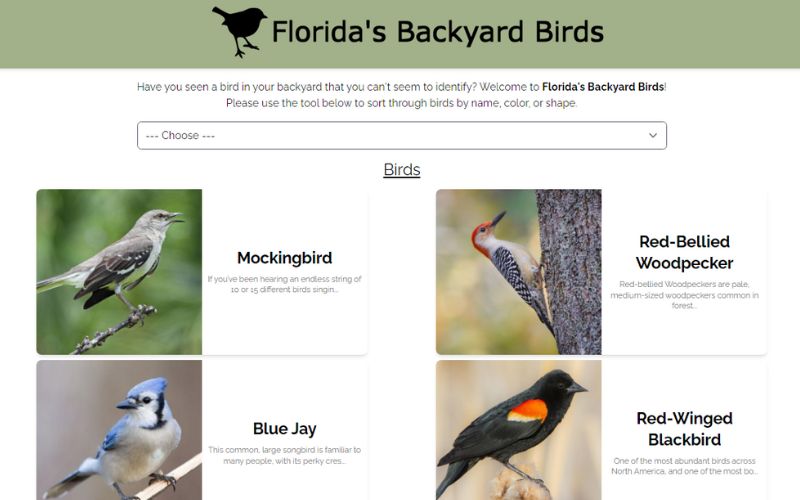 Florida's Backyard Birds
Have you seen a bird in your backyard that you can't seem to identify? Welcome to Florida's Backyard Birds!
Please use the tool below to sort through birds by name, color, or shape.
--- Choose ---
Birds
Mockingbird
If you've been hearing an endless string of
10 or 15 different birds singin...
Red-Bellied
Woodpecker
Red-bellied Woodpeckers are pale,
medium-sized woodpeckers common in
forest...
Blue Jay
This common, large songbird is familiar to
many people, with its perky cres...
Red-Winged
Blackbird
One of the most abundant birds across
North America, and one of the most bo...